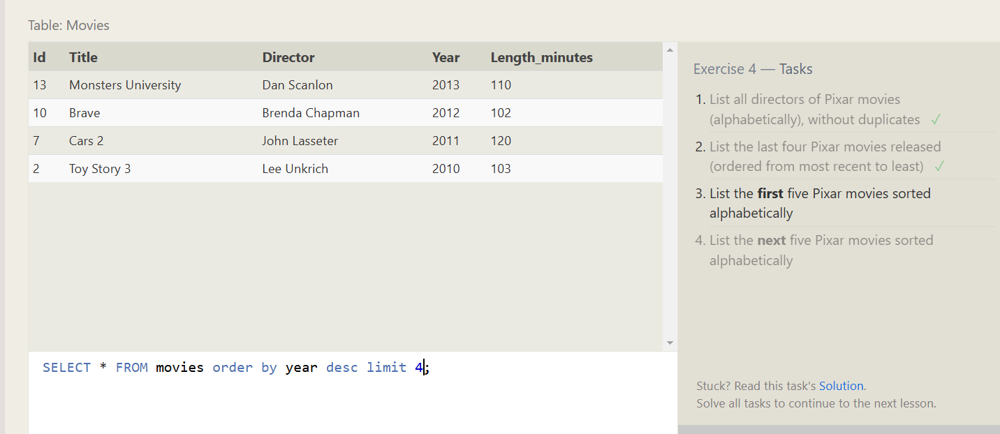 Table: Movies
Id Title Director Year Length_minutes
13 Monsters University Dan Scanlon 2013 110
10 Brave Brenda Chapman 2012 102
7 Cars 2 John Lasseter 2011 120
2 Toy Story 3 Lee Unkrich 2010 103
SELECT * FROM movies order by year desc limit 4;
Exercise 4 — Tasks
1. List all directors of Pixar movies
(alphabetically), without duplicates ✓
2. List the last four Pixar movies released
(ordered from most recent to least) ✓
3. List the first five Pixar movies sorted
alphabetically
4. List the next five Pixar movies sorted
alphabetically
Stuck? Read this task's Solution.
Solve all tasks to continue to the next lesson.